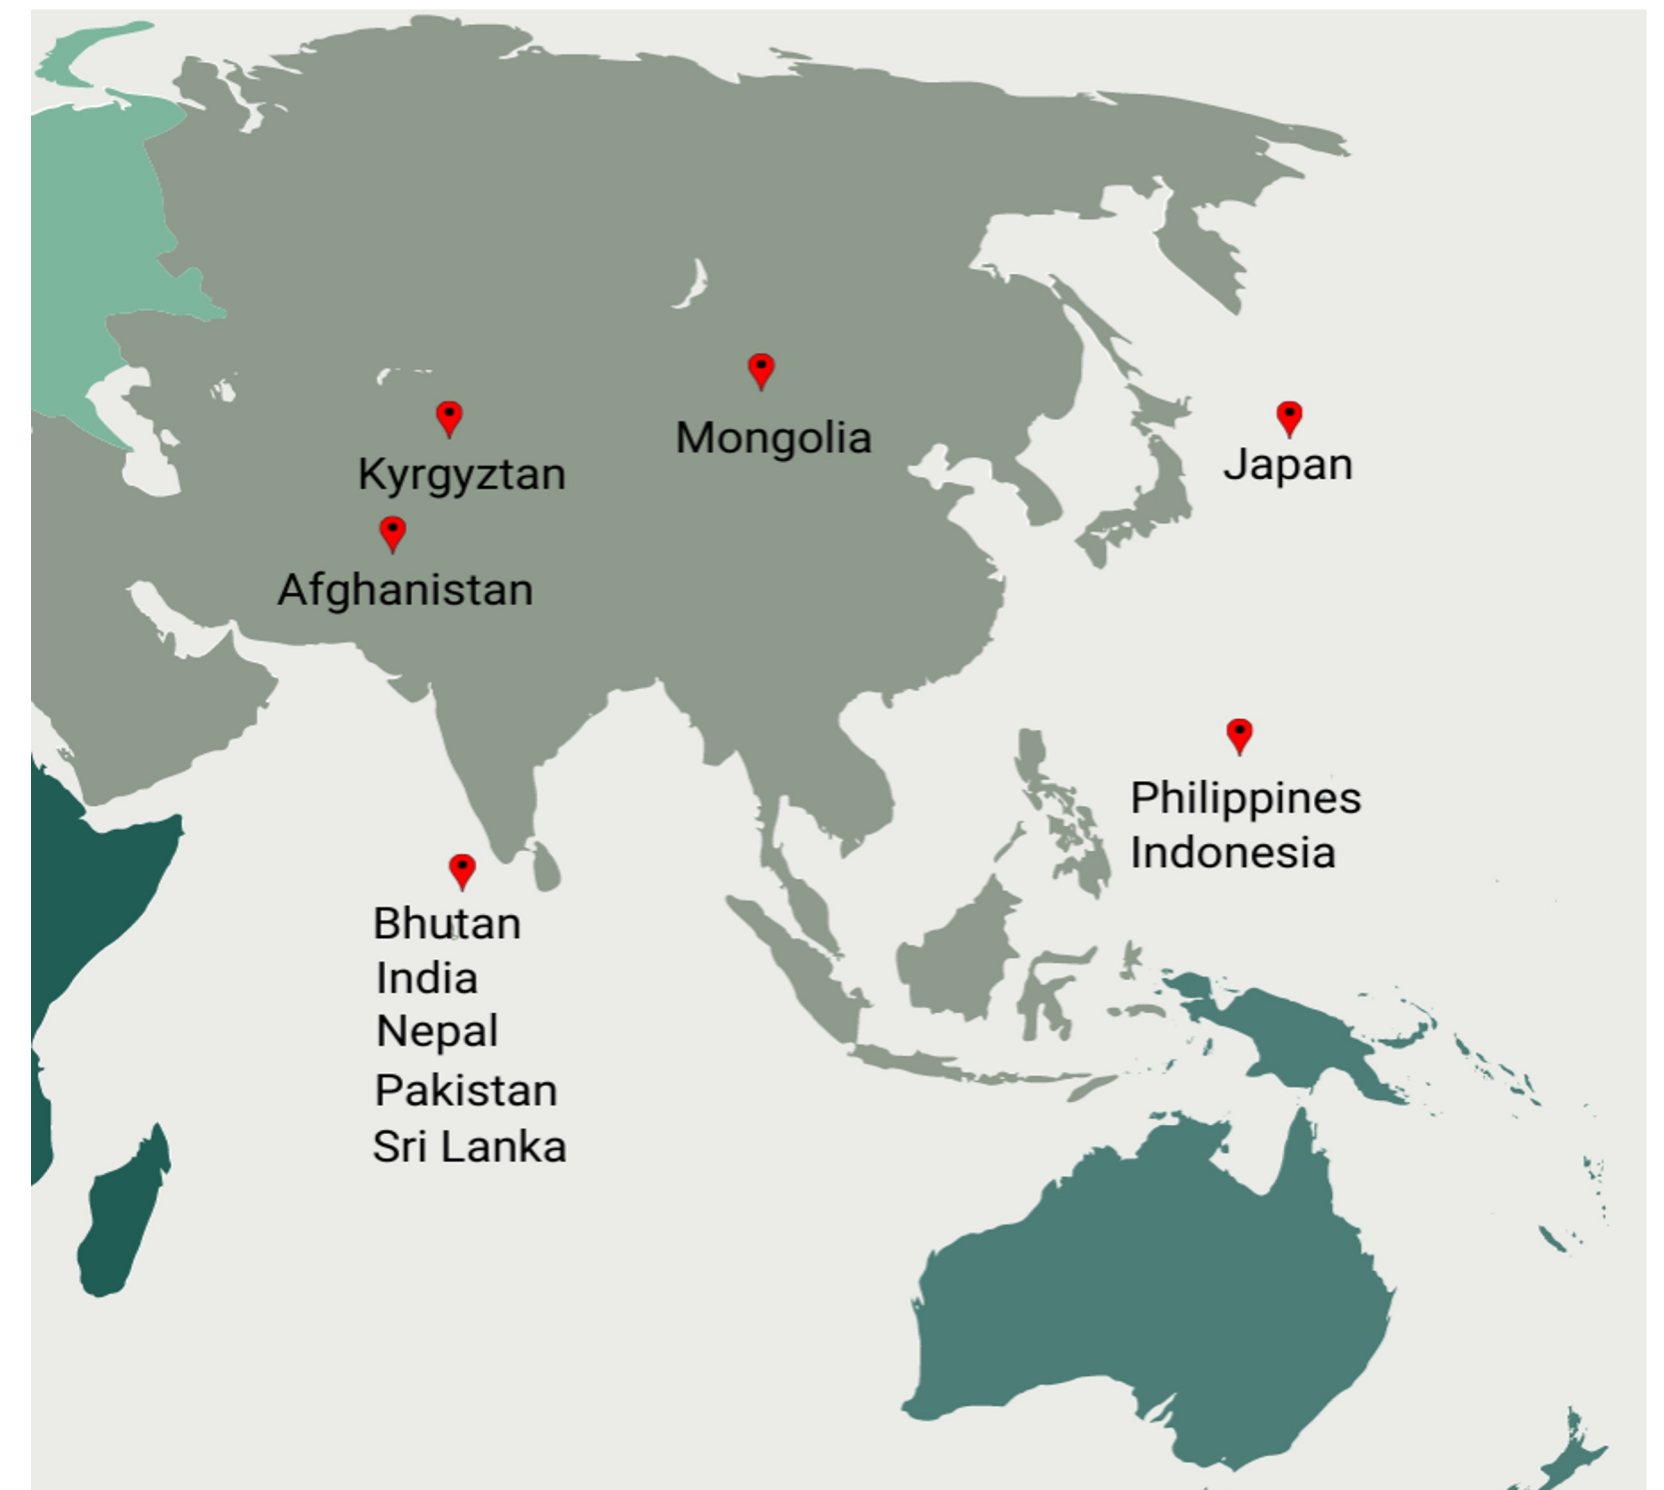 Mongolia
Kyrgyztan
Japan
Afghanistan
Philippines
Indonesia
Bhutan
India
Nepal
Pakistan
Sri Lanka